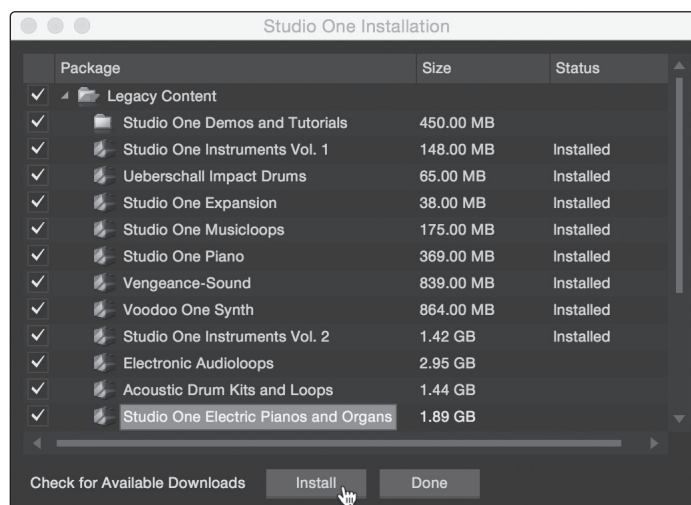 Studio One Installation
Package Size Status
Legacy Content
Studio One Demos and Tutorials 450.00 MB
Studio One Instruments Vol. 1 148.00 MB Installed
Ueberschall Impact Drums 65.00 MB Installed
Studio One Expansion 38.00 MB Installed
Studio One Musicloops 175.00 MB Installed
Studio One Piano 369.00 MB Installed
Vengeance-Sound 839.00 MB Installed
Voodoo One Synth 864.00 MB Installed
Studio One Instruments Vol. 2 1.42 GB Installed
Electronic Audioloops 2.95 GB
Acoustic Drum Kits and Loops 1.44 GB
Studio One Electric Pianos and Organs 1.89 GB
Check for Available Downloads Install Done